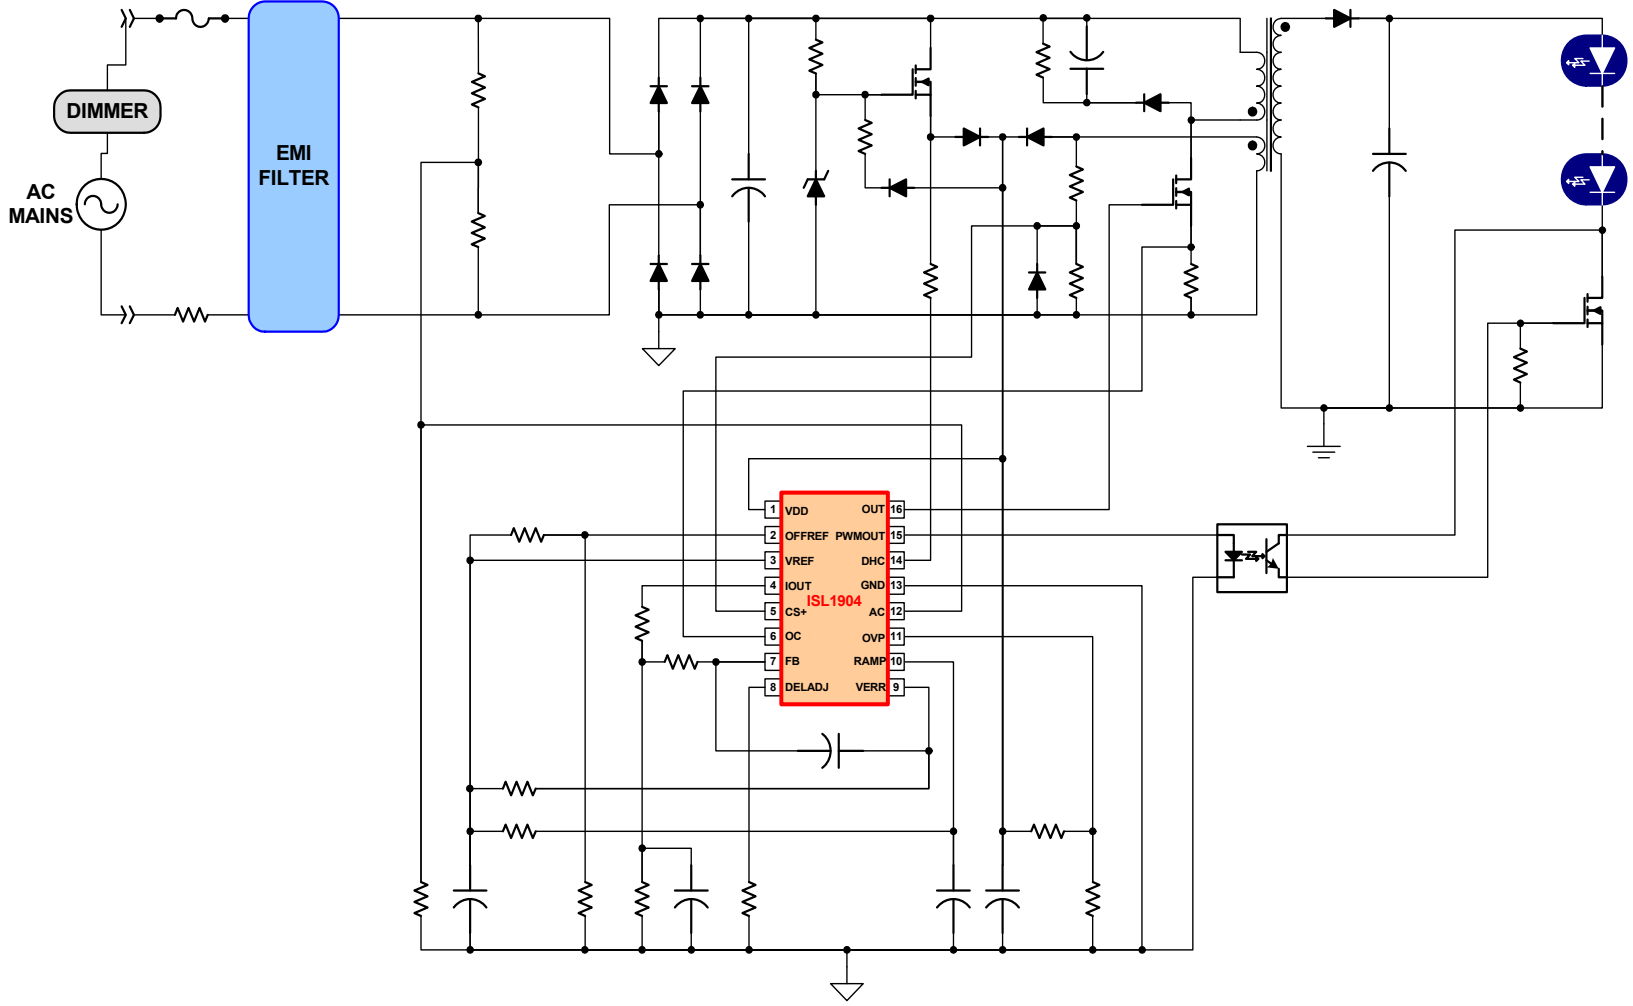 DIMMER
AC
MAINS
EMI
FILTER
1 VDD
OUT 16
2 OFFREF
PWMOUT 15
3 VREF
DHC 14
4 IOUT
GND 13
ISL1904
5 CS+
AC 12
6 OC
OVP 11
7 FB
RAMP 10
8 DELADJ
VERR 9